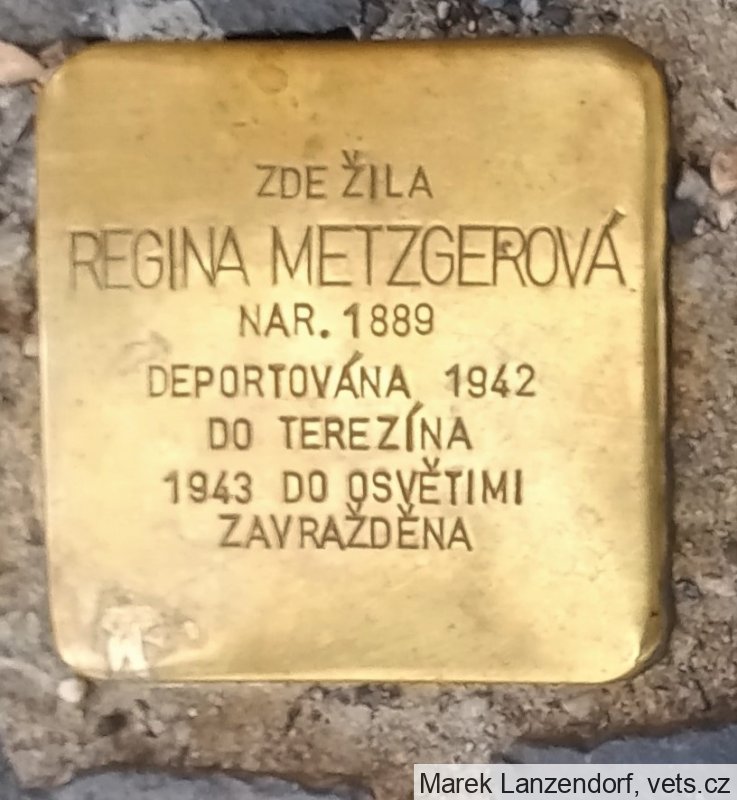 ZDE ŽILA
REGINA METZGEROVÁ
NAR. 1889
DEPORTOVÁNA 1942
DO TEREZÍNA
1943 DO OSVĚTIMI
ZAVRAŽDĚNA
Marek Lanzendorf, vets.cz